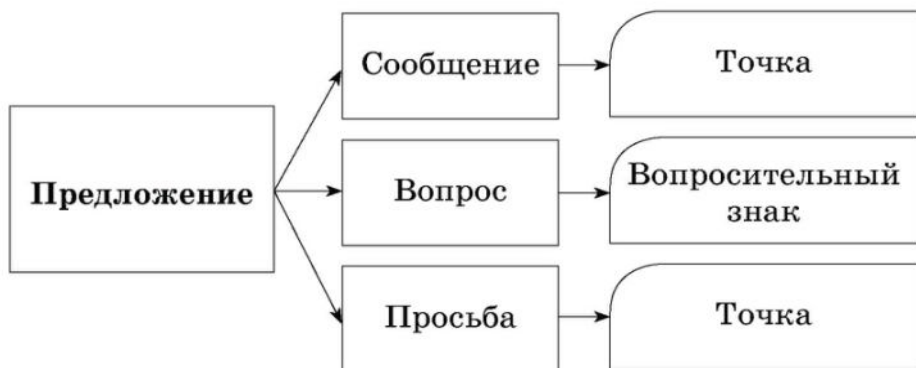 Сообщение
Точка
Предложение
Вопрос
Вопросительный
знак
Просьба
Точка